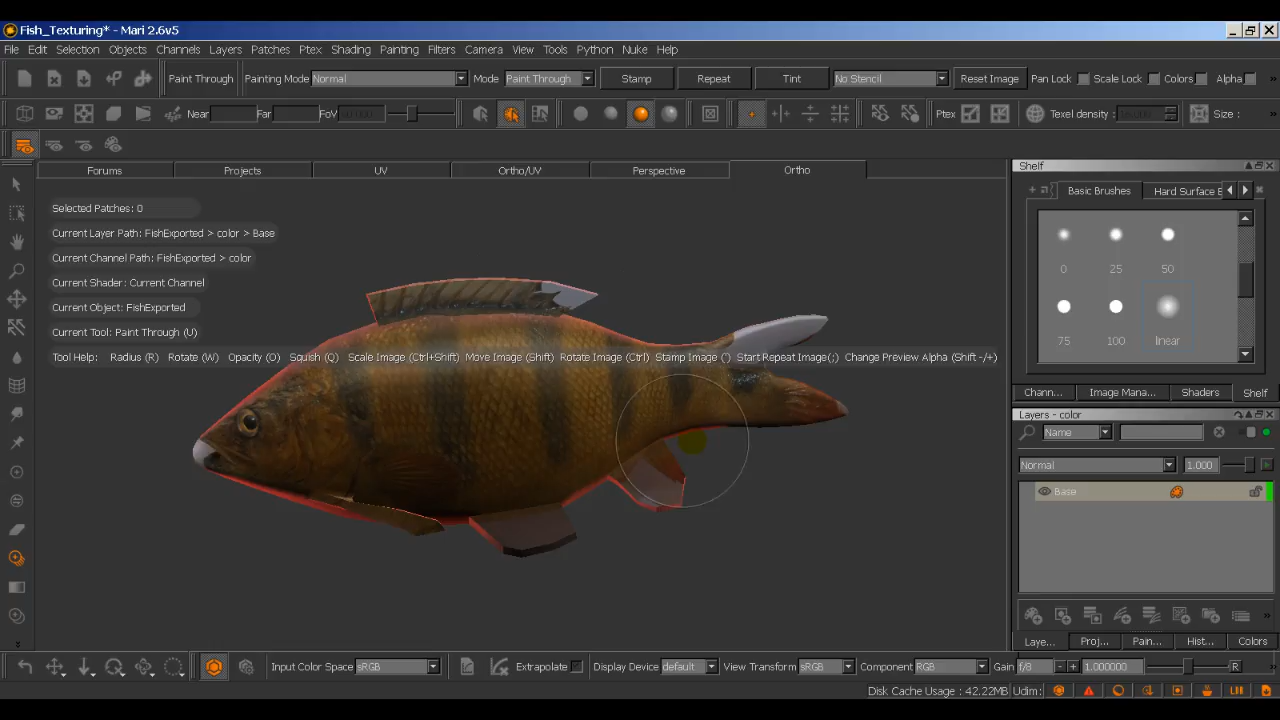 Fish_Texturing* - Mari 2.6v5
File Edit Selection Objects Channels Layers Patches Ptex Shading Painting Filters Camera View Tools Python Nuke Help
Paint Through Painting Mode Normal Mode Paint Through Stamp Repeat Tint No Stencil Reset Image Pan Lock Scale Lock Colors Alpha
Near Far FoV Ptex Texel density : Size :
Forums Projects UV Ortho/UV Perspective Ortho
Shelf
Basic Brushes Hard Surface
Selected Patches: 0
Current Layer Path: FishExported > color > Base
Current Channel Path: FishExported > color
Current Shader: Current Channel
Current Object: FishExported
Current Tool: Paint Through (U)
Tool Help: Radius (R) Rotate (W) Opacity (O) Squish (Q) Scale Image (Ctrl+Shift) Move Image (Shift) Rotate Image (Ctrl) Stamp Image (') Start Repeat Image(;) Change Preview Alpha (Shift -/+)
0 25 50
75 100 linear
Chann... Image Mana... Shaders Shelf
Layers - color
Name
Normal 1.000
Base
Laye... Proj... Pain... Hist... Colors
Input Color Space sRGB Extrapolate Display Device default View Transform sRGB Component RGB Gain f/8 - + 1.000000 R
Disk Cache Usage : 42.22MB Udim: